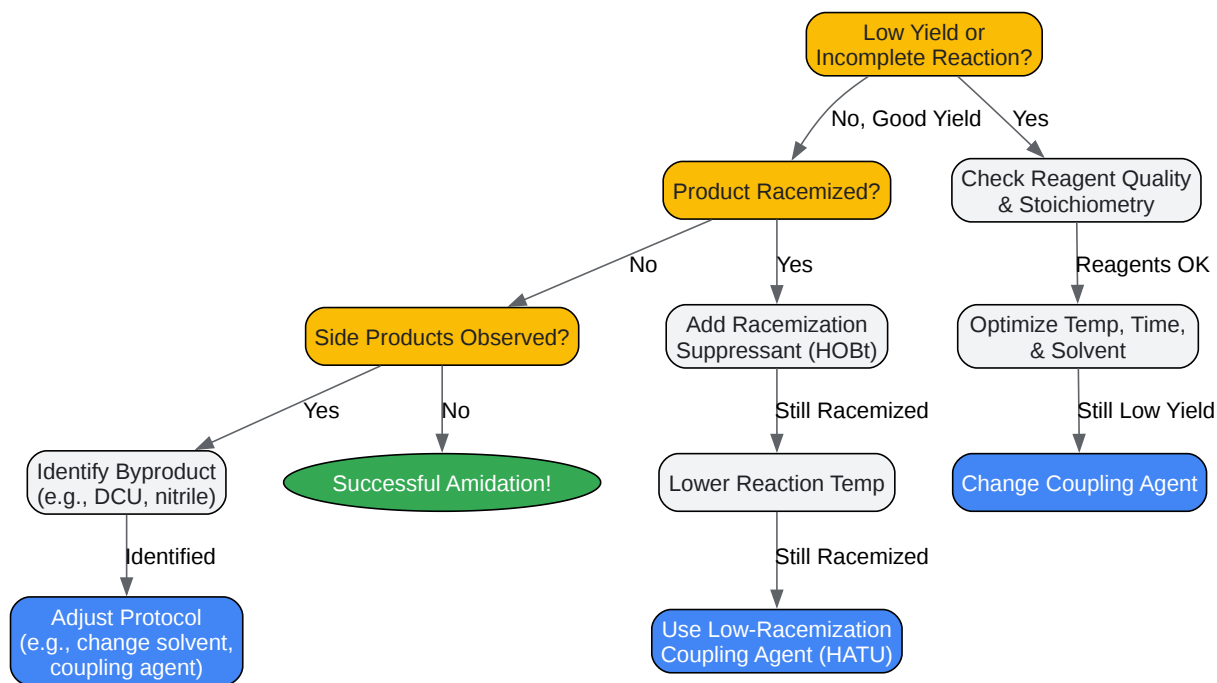 Low Yield or
Incomplete Reaction?
No, Good Yield
Yes
Product Racemized?
Check Reagent Quality
& Stoichiometry
No
Yes
Reagents OK
Side Products Observed?
Add Racemization
Suppressant (HOBt)
Optimize Temp, Time,
& Solvent
Yes
No
Still Racemized
Still Low Yield
Identify Byproduct
(e.g., DCU, nitrile)
Successful Amidation!
Lower Reaction Temp
Change Coupling Agent
Identified
Still Racemized
Adjust Protocol
(e.g., change solvent,
coupling agent)
Use Low-Racemization
Coupling Agent (HATU)